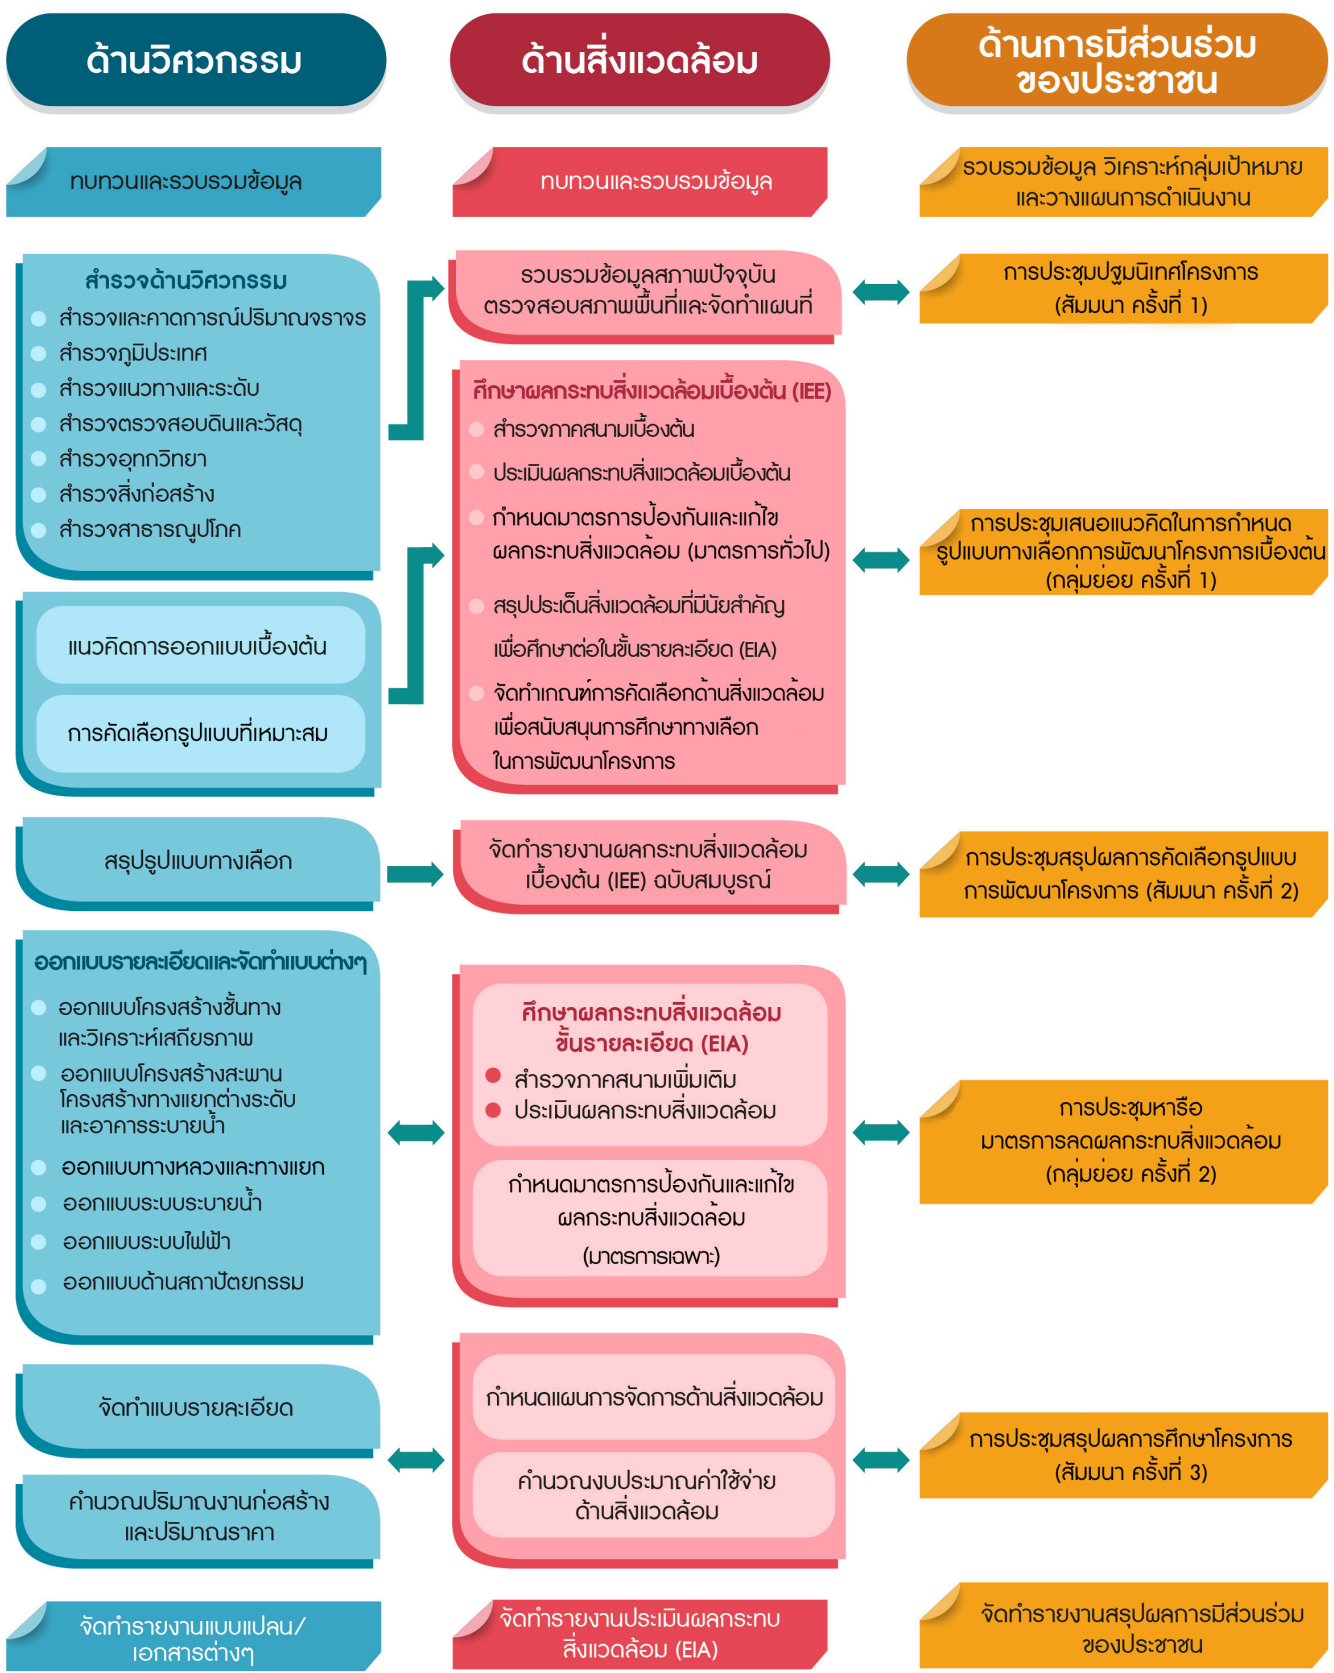 ด้านวิศวกรรม
ทบทวนและรวบรวมข้อมูล
สำรวจด้านวิศวกรรม
สำรวจและคาดการณ์ปริมาณจราจร
สำรวจภูมิประเทศ
สำรวจแนวทางและระดับ
สำรวจตรวจสอบดินและวัสดุ
สำรวจอุทกวิทยา
สำรวจสิ่งก่อสร้าง
สำรวจสาธารณูปโภค
แนวคิดการออกแบบเบื้องต้น
การคัดเลือกรูปแบบที่เหมาะสม
สรุปรูปแบบทางเลือก
ออกแบบรายละเอียดและจัดทำแบบต่างๆ
ออกแบบโครงสร้างชั้นทาง
และวิเคราะห์เสถียรภาพ
ออกแบบโครงสร้างสะพาน
โครงสร้างทางแยกต่างระดับ
และอาคารระบายน้ำ
ออกแบบทางหลวงและทางแยก
ออกแบบระบบระบายน้ำ
ออกแบบระบบไฟฟ้า
ออกแบบด้านสถาปัตยกรรม
จัดทำแบบรายละเอียด
คำนวณปริมาณงานก่อสร้าง
และปริมาณราคา
จัดทำรายงานแบบแปลน/
เอกสารต่างๆ
ด้านสิ่งแวดล้อม
ทบทวนและรวบรวมข้อมูล
รวบรวมข้อมูลสภาพปัจจุบัน
ตรวจสอบสภาพพื้นที่และจัดทำแผนที่
ศึกษาผลกระทบสิ่งแวดล้อมเบื้องต้น (IEE)
สำรวจภาคสนามเบื้องต้น
ประเมินผลกระทบสิ่งแวดล้อมเบื้องต้น
กำหนดมาตรการป้องกันและแก้ไข
ผลกระทบสิ่งแวดล้อม (มาตรการทั่วไป)
สรุปประเด็นสิ่งแวดล้อมที่มีนัยสำคัญ
เพื่อศึกษาต่อในขั้นรายละเอียด (EIA)
จัดทำเกณฑ์การคัดเลือกด้านสิ่งแวดล้อม
เพื่อสนับสนุนการศึกษาทางเลือก
ในการพัฒนาโครงการ
จัดทำรายงานผลกระทบสิ่งแวดล้อม
เบื้องต้น (IEE) ฉบับสมบูรณ์
ศึกษาผลกระทบสิ่งแวดล้อม
ขั้นรายละเอียด (EIA)
สำรวจภาคสนามเพิ่มเติม
ประเมินผลกระทบสิ่งแวดล้อม
กำหนดมาตรการป้องกันและแก้ไข
ผลกระทบสิ่งแวดล้อม
(มาตรการเฉพาะ)
กำหนดแผนการจัดการด้านสิ่งแวดล้อม
คำนวณงบประมาณค่าใช้จ่าย
ด้านสิ่งแวดล้อม
จัดทำรายงานประเมินผลกระทบ
สิ่งแวดล้อม (EIA)
ด้านการมีส่วนร่วม
ของประชาชน
รวบรวมข้อมูล วิเคราะห์กลุ่มเป้าหมาย
และวางแผนการดำเนินงาน
การประชุมปฐมนิเทศโครงการ
(สัมมนา ครั้งที่ 1)
การประชุมเสนอแนวคิดในการกำหนด
รูปแบบทางเลือกการพัฒนาโครงการเบื้องต้น
(กลุ่มย่อย ครั้งที่ 1)
การประชุมสรุปผลการคัดเลือกรูปแบบ
การพัฒนาโครงการ (สัมมนา ครั้งที่ 2)
การประชุมหารือ
มาตรการลดผลกระทบสิ่งแวดล้อม
(กลุ่มย่อย ครั้งที่ 2)
การประชุมสรุปผลการศึกษาโครงการ
(สัมมนา ครั้งที่ 3)
จัดทำรายงานสรุปผลการมีส่วนร่วม
ของประชาชน